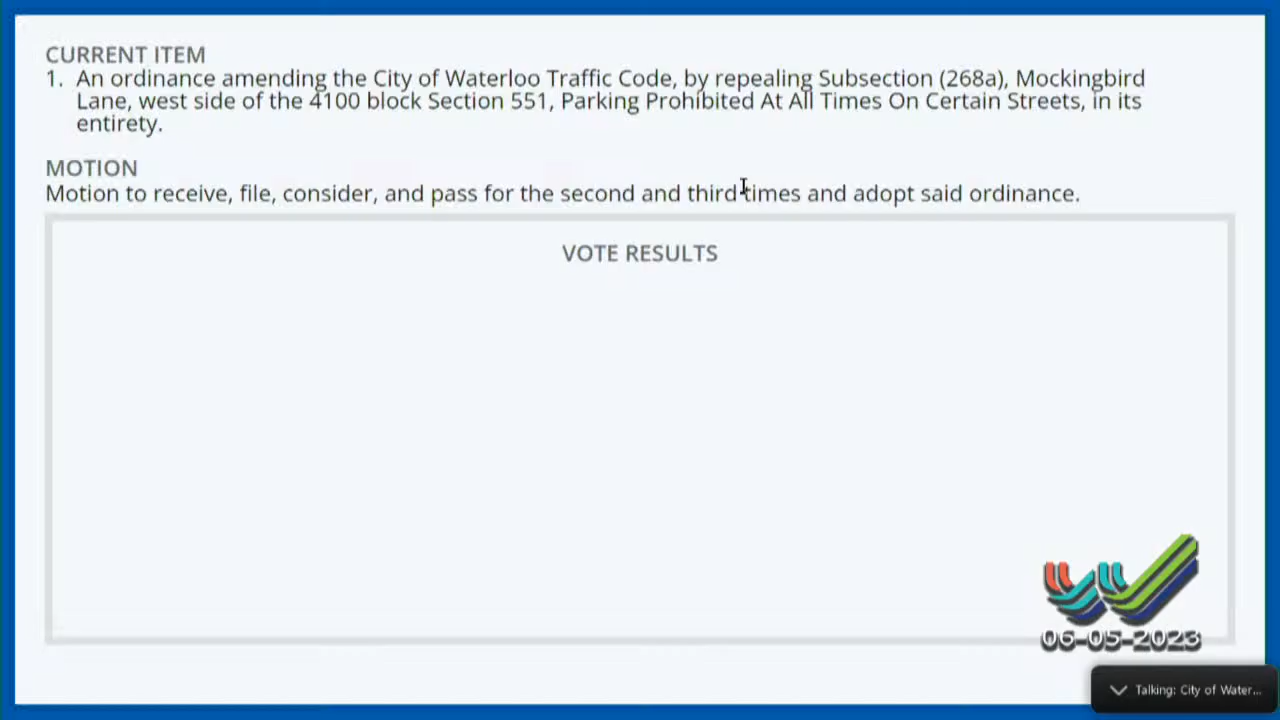 CURRENT ITEM
1. An ordinance amending the City of Waterloo Traffic Code, by repealing Subsection (268a), Mockingbird
Lane, west side of the 4100 block Section 551, Parking Prohibited At All Times On Certain Streets, in its
entirety.
MOTION
Motion to receive, file, consider, and pass for the second and third times and adopt said ordinance.
VOTE RESULTS
06-05-2023
Talking: City of Water...